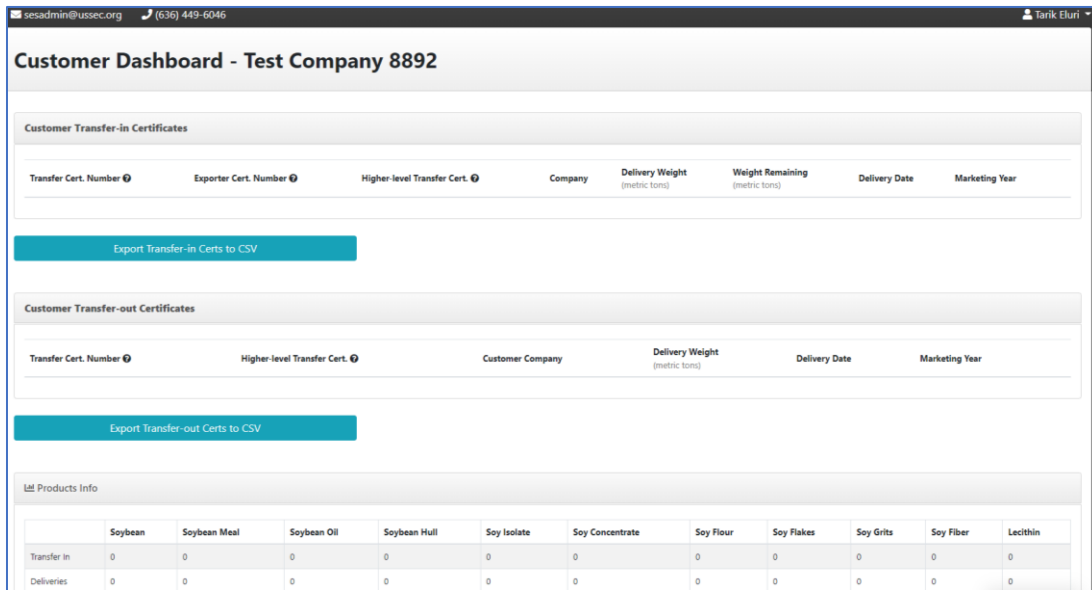 sesadmin@ussec.org (636) 449-6046 Tarik Eluri
Customer Dashboard - Test Company 8892
Customer Transfer-in Certificates
Transfer Cert. Number Exporter Cert. Number Higher-level Transfer Cert. Company Delivery Weight (metric tons) Weight Remaining (metric tons) Delivery Date Marketing Year
Export Transfer-in Certs to CSV
Customer Transfer-out Certificates
Transfer Cert. Number Higher-level Transfer Cert. Customer Company Delivery Weight (metric tons) Delivery Date Marketing Year
Export Transfer-out Certs to CSV
Products Info
Soybean Soybean Meal Soybean Oil Soybean Hull Soy Isolate Soy Concentrate Soy Flour Soy Flakes Soy Grits Soy Fiber Lecithin
Transfer In 0 0 0 0 0 0 0 0 0 0 0
Deliveries 0 0 0 0 0 0 0 0 0 0 0